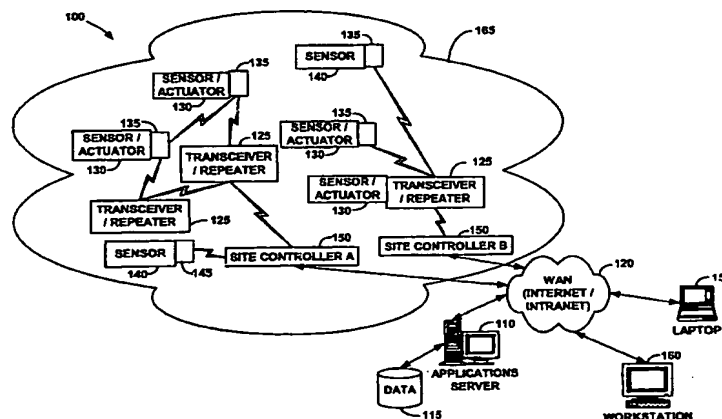 100
135
165
SENSOR
140
135
SENSOR /
ACTUATOR
130
135
SENSOR /
ACTUATOR
130
125
TRANSCEIVER
/ REPEATER
135
SENSOR /
ACTUATOR
130
125
TRANSCEIVER
/ REPEATER
SENSOR /
ACTUATOR
130
TRANSCEIVER
/ REPEATER
125
150
SITE CONTROLLER B
150
SITE CONTROLLER A
SENSOR
140
145
120
WAN
(INTERNET /
INTRANET)
LAPTOP
110
APPLICATIONS
SERVER
DATA
115
160
WORKSTATION